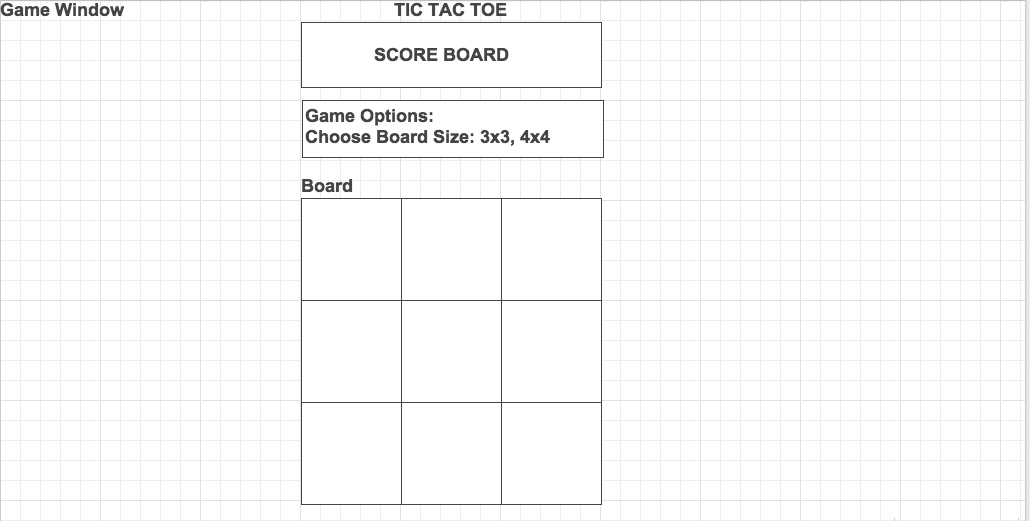 Game Window
TIC TAC TOE
SCORE BOARD
Game Options:
Choose Board Size: 3x3, 4x4
Board